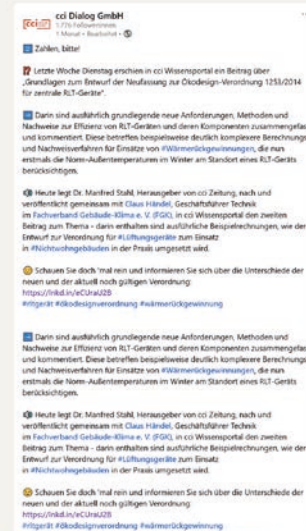 cci
cci Dialog GmbH
1.776 Follower:innen
1 Monat • Bearbeitet •
Zahlen, bitte!
Letzte Woche Dienstag erschien in cci Wissensportal ein Beitrag über
„Grundlagen zum Entwurf der Neufassung zur Ökodesign-Verordnung 1253/2014
für zentrale RLT-Geräte“.
Darin sind ausführlich grundlegende neue Anforderungen, Methoden und
Nachweise zur Effizienz von RLT-Geräten und deren Komponenten zusammengefas
und kommentiert. Diese betreffen beispielsweise deutlich komplexere Berechnungs
und Nachweisverfahren für Einsätze von #Wärmerückgewinnungen, die nun
erstmals die Norm-Außentemperaturen im Winter am Standort eines RLT-Geräts
berücksichtigen.
Heute legt Dr. Manfred Stahl, Herausgeber von cci Zeitung, nach und
veröffentlicht gemeinsam mit Claus Händel, Geschäftsführer Technik
im Fachverband Gebäude-Klima e. V. (FGK), in cci Wissensportal den zweiten
Beitrag zum Thema - darin enthalten sind ausführliche Beispielrechnungen, wie der
Entwurf zur Verordnung für #Lüftungsgeräte zum Einsatz
in #Nichtwohngebäuden in der Praxis umgesetzt wird.
Schauen Sie doch 'mal rein und informieren Sie sich über die Unterschiede der
neuen und der aktuell noch gültigen Verordnung:
https://lnkd.in/eCUraU2B
#rltgerät #ökodesignverordnung #wärmerückgewinnung
Darin sind ausführlich grundlegende neue Anforderungen, Methoden und
Nachweise zur Effizienz von RLT-Geräten und deren Komponenten zusammengefas
und kommentiert. Diese betreffen beispielsweise deutlich komplexere Berechnungs
und Nachweisverfahren für Einsätze von #Wärmerückgewinnungen, die nun
erstmals die Norm-Außentemperaturen im Winter am Standort eines RLT-Geräts
berücksichtigen.
Heute legt Dr. Manfred Stahl, Herausgeber von cci Zeitung, nach und
veröffentlicht gemeinsam mit Claus Händel, Geschäftsführer Technik
im Fachverband Gebäude-Klima e. V. (FGK), in cci Wissensportal den zweiten
Beitrag zum Thema - darin enthalten sind ausführliche Beispielrechnungen, wie der
Entwurf zur Verordnung für #Lüftungsgeräte zum Einsatz
in #Nichtwohngebäuden in der Praxis umgesetzt wird.
Schauen Sie doch 'mal rein und informieren Sie sich über die Unterschiede der
neuen und der aktuell noch gültigen Verordnung:
https://lnkd.in/eCUraU2B
#rltgerät #ökodesignverordnung #wärmerückgewinnung